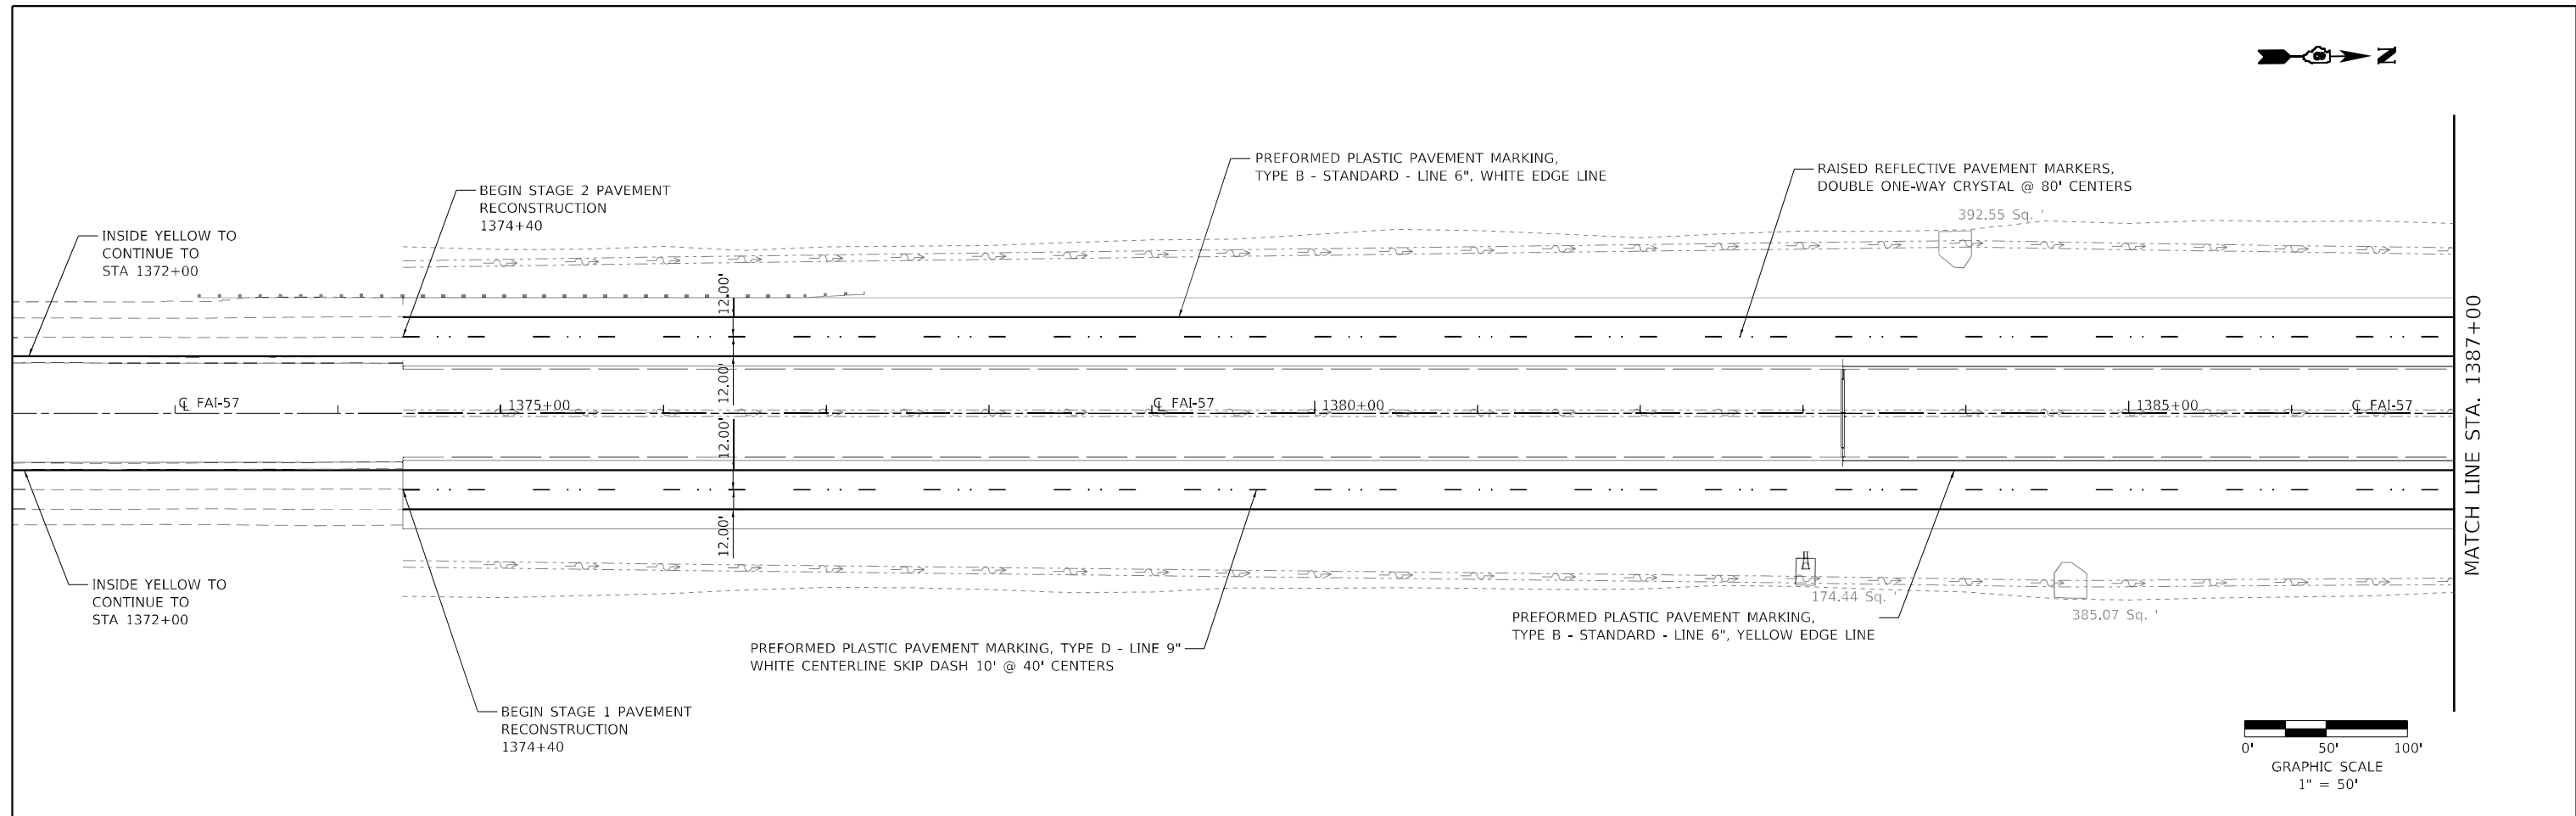 N
PREFORMED PLASTIC PAVEMENT MARKING,
TYPE B - STANDARD - LINE 6", WHITE EDGE LINE
RAISED REFLECTIVE PAVEMENT MARKERS,
DOUBLE ONE-WAY CRYSTAL @ 80' CENTERS
BEGIN STAGE 2 PAVEMENT
RECONSTRUCTION
1374+40
392.55 Sq. '
INSIDE YELLOW TO
CONTINUE TO
STA 1372+00
12.00'
12.00'
12.00'
12.00'
℄ FAI-57
1375+00
℄ FAI-57
1380+00
1385+00
℄ FAI-57
MATCH LINE STA. 1387+00
INSIDE YELLOW TO
CONTINUE TO
STA 1372+00
174.44 Sq. '
385.07 Sq. '
PREFORMED PLASTIC PAVEMENT MARKING,
TYPE B - STANDARD - LINE 6", YELLOW EDGE LINE
PREFORMED PLASTIC PAVEMENT MARKING, TYPE D - LINE 9"
WHITE CENTERLINE SKIP DASH 10' @ 40' CENTERS
BEGIN STAGE 1 PAVEMENT
RECONSTRUCTION
1374+40
0' 50' 100'
GRAPHIC SCALE
1" = 50'